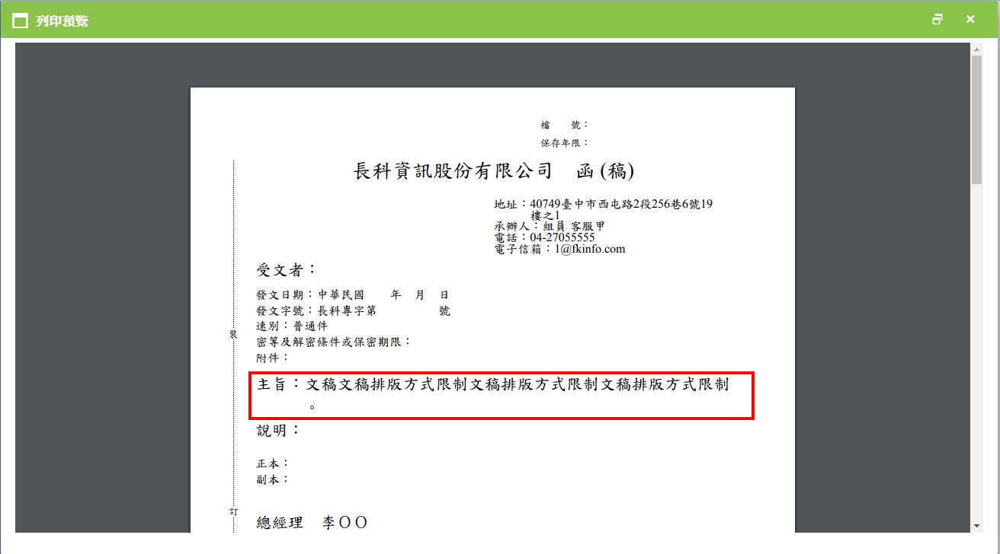 列印預覽
檔　　號：
保存年限：
長科資訊股份有限公司　函(稿)
地址：40749臺中市西屯路2段256巷6號19
樓之1
承辦人：組員 客服甲
電話：04-27055555
電子信箱：1@fkinfo.com
受文者：
發文日期：中華民國　　年　月　日
發文字號：長科專字第　　　　　號
速別：普通件
密等及解密條件或保密期限：
附件：
裝
主旨：文稿文稿排版方式限制文稿排版方式限制文稿排版方式限制
。
說明：
正本：
副本：
訂
總經理　李〇〇